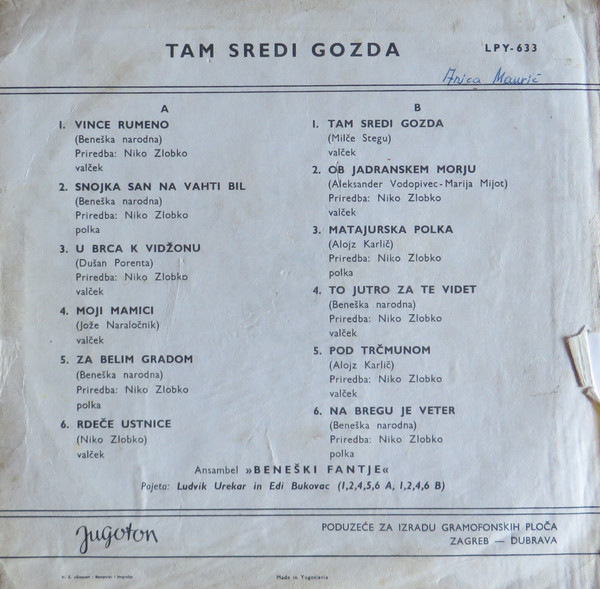 TAM SREDI GOZDA
LPY-633
A
1. VINCE RUMENO
(Beneška narodna)
Priredba: Niko Zlobko
valček
2. SNOJKA SAN NA VAHTI BIL
(Beneška narodna)
Priredba: Niko Zlobko
polka
3. U BRCA K VIDŽONU
(Dušan Porenta)
Priredba: Niko Zlobko
valček
4. MOJI MAMICI
(Jože Naraločnik)
valček
5. ZA BELIM GRADOM
(Beneška narodna)
Priredba: Niko Zlobko
polka
6. RDEČE USTNICE
(Niko Zlobko)
valček
B
1. TAM SREDI GOZDA
(Milče Stegu)
valček
2. OB JADRANSKEM MORJU
(Aleksander Vodopivec-Marija Mijot)
Priredba: Niko Zlobko
valček
3. MATAJURSKA POLKA
(Alojz Karlič)
Priredba: Niko Zlobko
polka
4. TO JUTRO ZA TE VIDET
(Beneška narodna)
Priredba: Niko Zlobko
valček
5. POD TRČMUNOM
(Alojz Karlič)
Priredba: Niko Zlobko
valček
6. NA BREGU JE VETER
(Beneška narodna)
Priredba: Niko Zlobko
polka
Ansambel »BENEŠKI FANTJE«
Pojeta: Ludvik Urekar in Edi Bukovac (1,2,4,5,6 A, 1,2,4,6 B)
Jugoton
PODUZEĆE ZA IZRADU GRAMOFONSKIH PLOČA
ZAGREB — DUBRAVA
Made in Yugoslavia